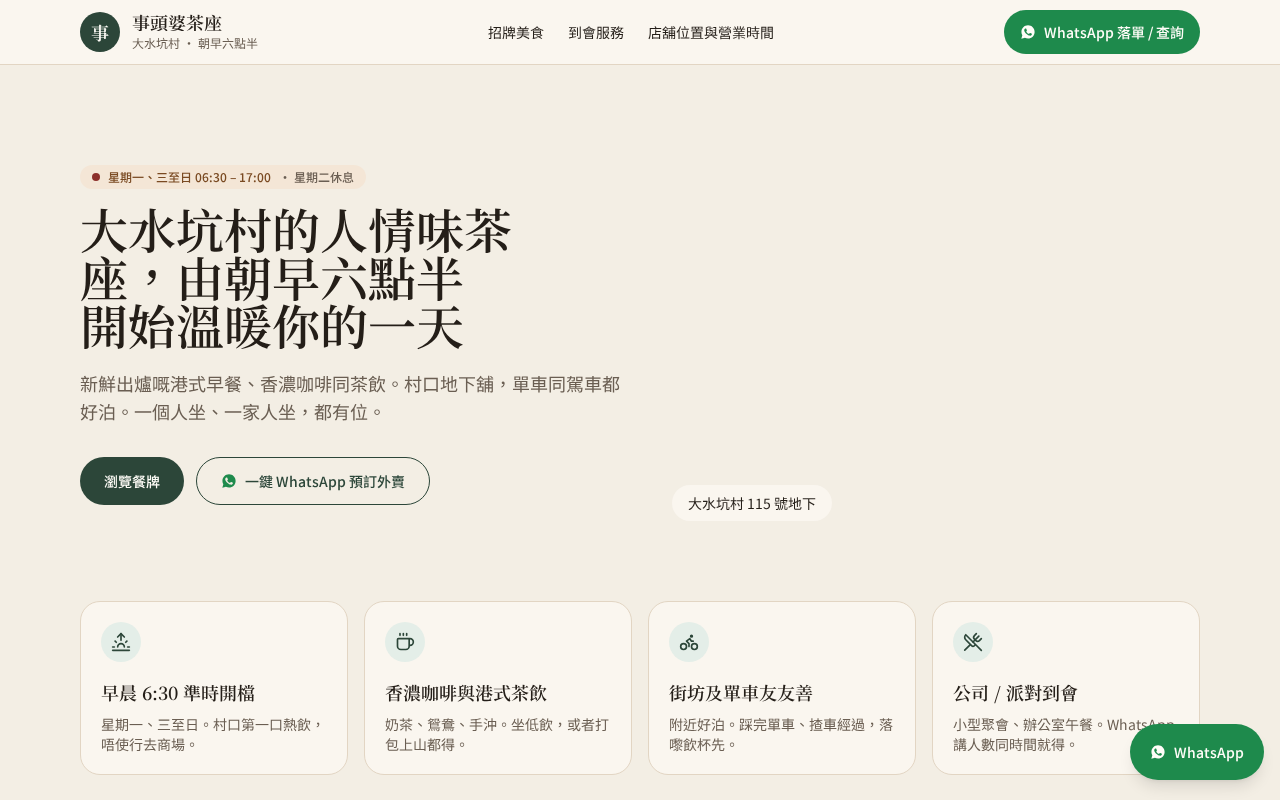 事
事頭婆茶座
大水坑村 · 朝早六點半
招牌美食
到會服務
店舖位置與營業時間
WhatsApp 落單 / 查詢
星期一、三至日 06:30 – 17:00 · 星期二休息
大水坑村的人情味茶
座，由朝早六點半
開始溫暖你的一天
新鮮出爐嘅港式早餐、香濃咖啡同茶飲。村口地下舖，單車同駕車都
好泊。一個人坐、一家人坐，都有位。
瀏覽餐牌
一鍵 WhatsApp 預訂外賣
大水坑村 115 號地下
早晨 6:30 準時開檔
星期一、三至日。村口第一口熱飲，
唔使行去商場。
香濃咖啡與港式茶飲
奶茶、鴛鴦、手沖。坐低飲，或者打
包上山都得。
街坊及單車友友善
附近好泊。踩完單車、揸車經過，落
嚟飲杯先。
公司 / 派對到會
小型聚會、辦公室午餐。WhatsApp
講人數同時間就得。
WhatsApp